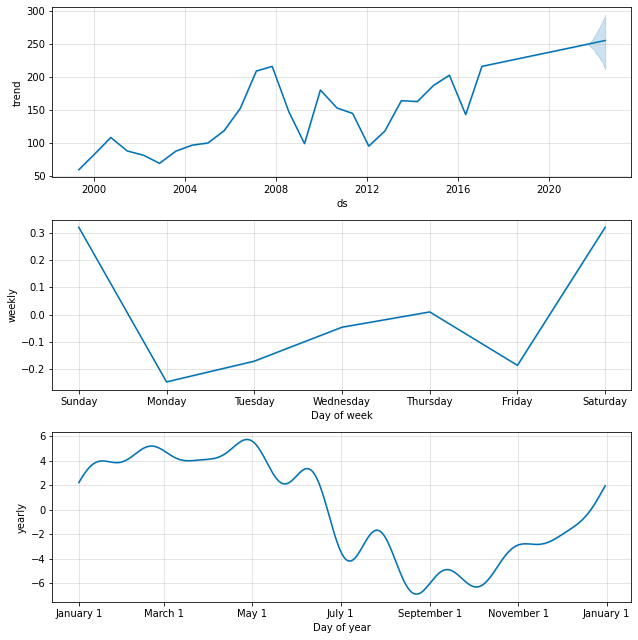 300
250
200
150
100
50
trend
2000 2004 2008 2012 2016 2020
ds
0.3
0.2
0.1
0.0
−0.1
−0.2
weekly
Sunday Monday Tuesday Wednesday Thursday Friday Saturday
Day of week
6
4
2
0
−2
−4
−6
yearly
January 1 March 1 May 1 July 1 September 1 November 1 January 1
Day of year